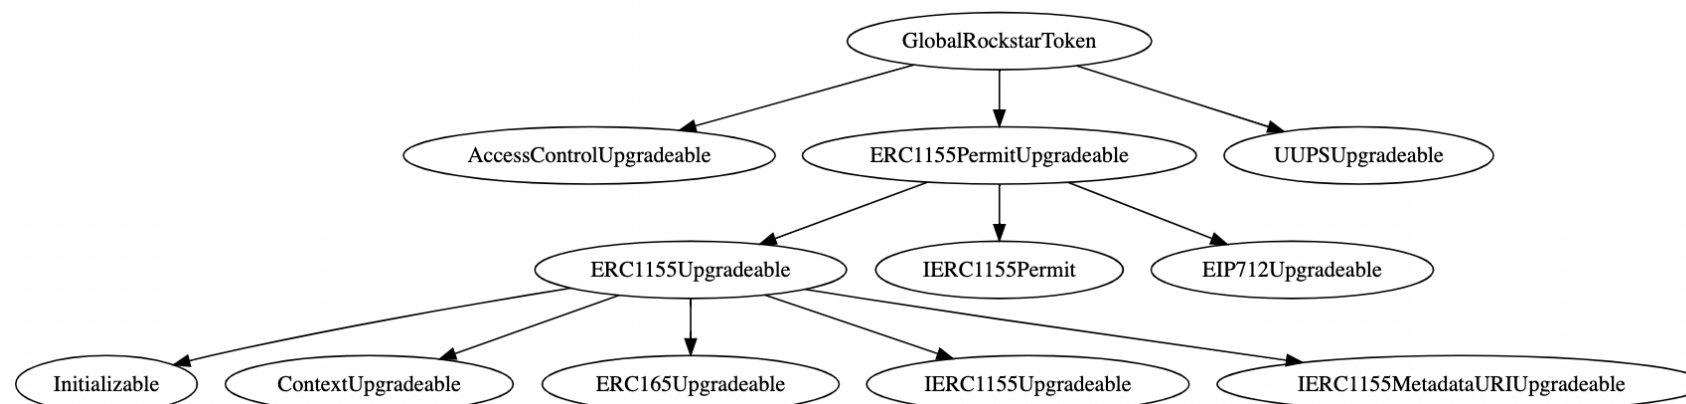 GlobalRockstarToken
AccessControlUpgradeable
ERC1155PermitUpgradeable
UUPSUpgradeable
ERC1155Upgradeable
IERC1155Permit
EIP712Upgradeable
Initializable
ContextUpgradeable
ERC165Upgradeable
IERC1155Upgradeable
IERC1155MetadataURIUpgradeable